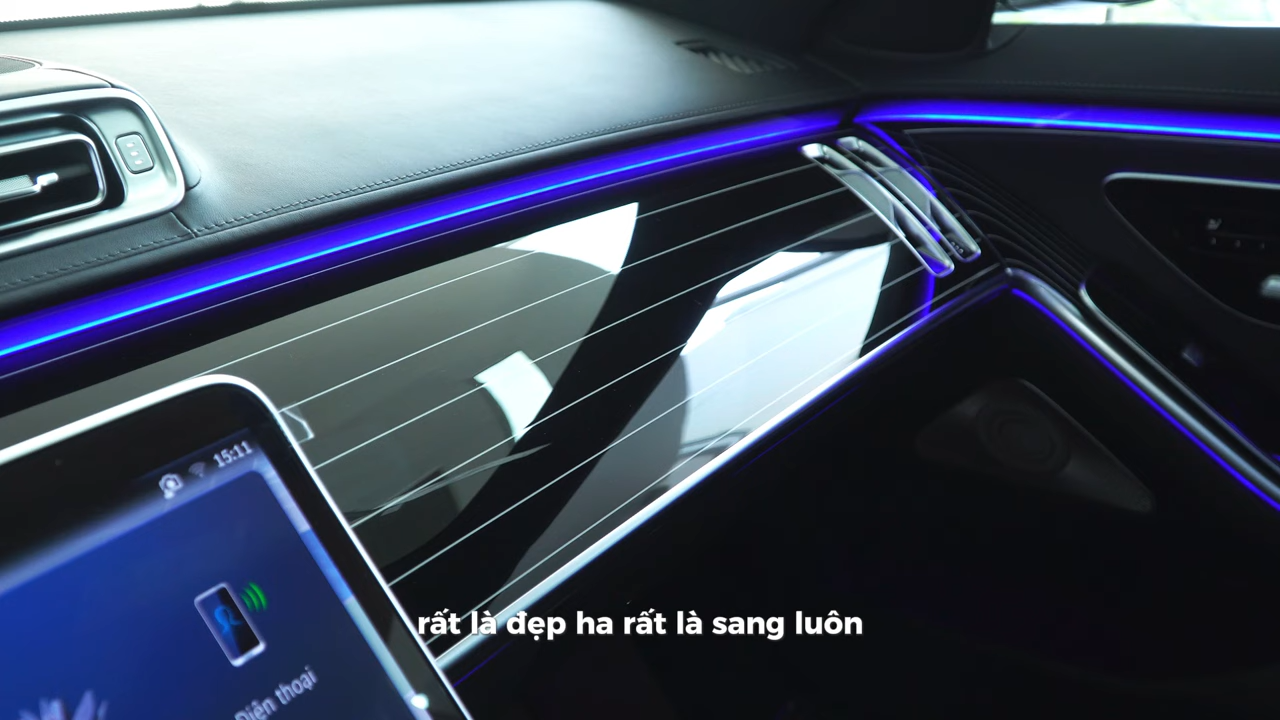 15:11
Điện thoại
rất là đẹp ha rất là sang luôn